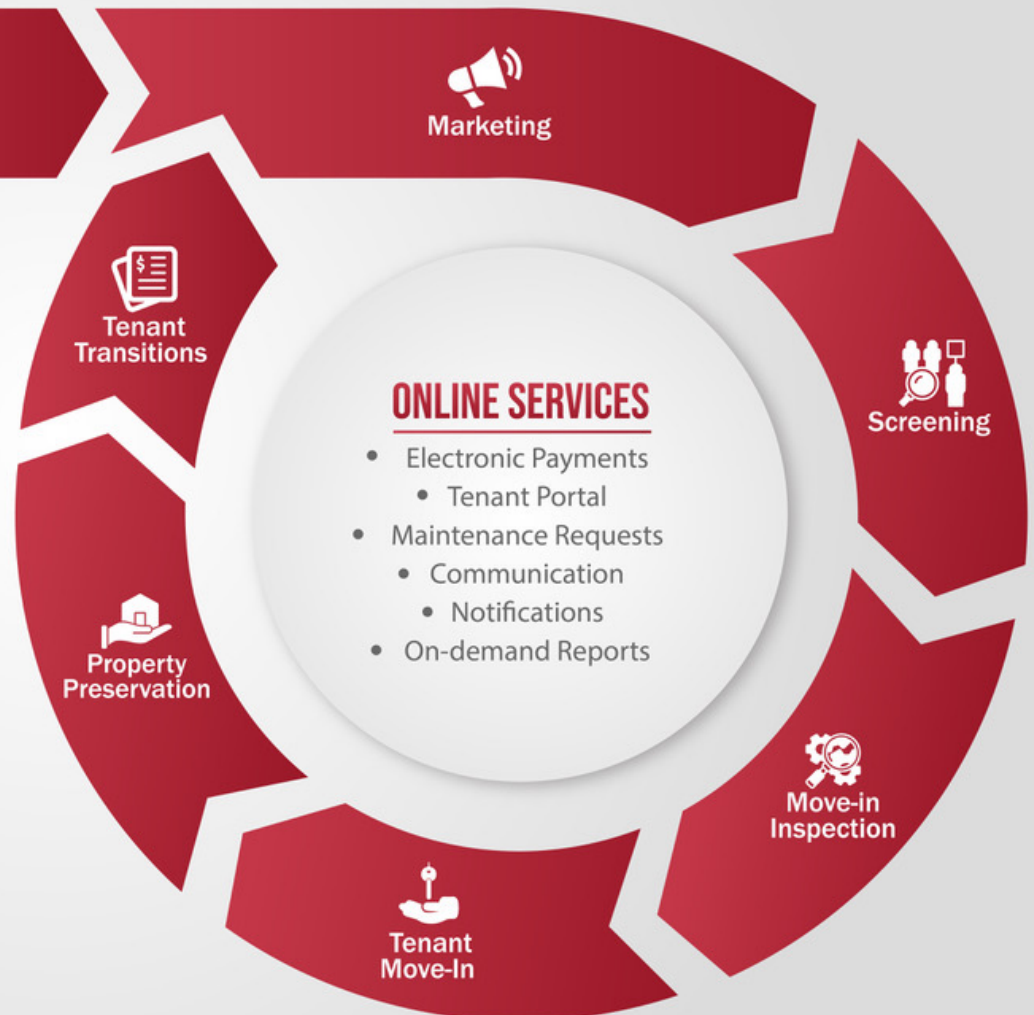 Marketing
Screening
Move-in
Inspection
Tenant
Move-In
Property
Preservation
Tenant
Transitions
$
ONLINE SERVICES
• Electronic Payments
• Tenant Portal
• Maintenance Requests
• Communication
• Notifications
• On-demand Reports